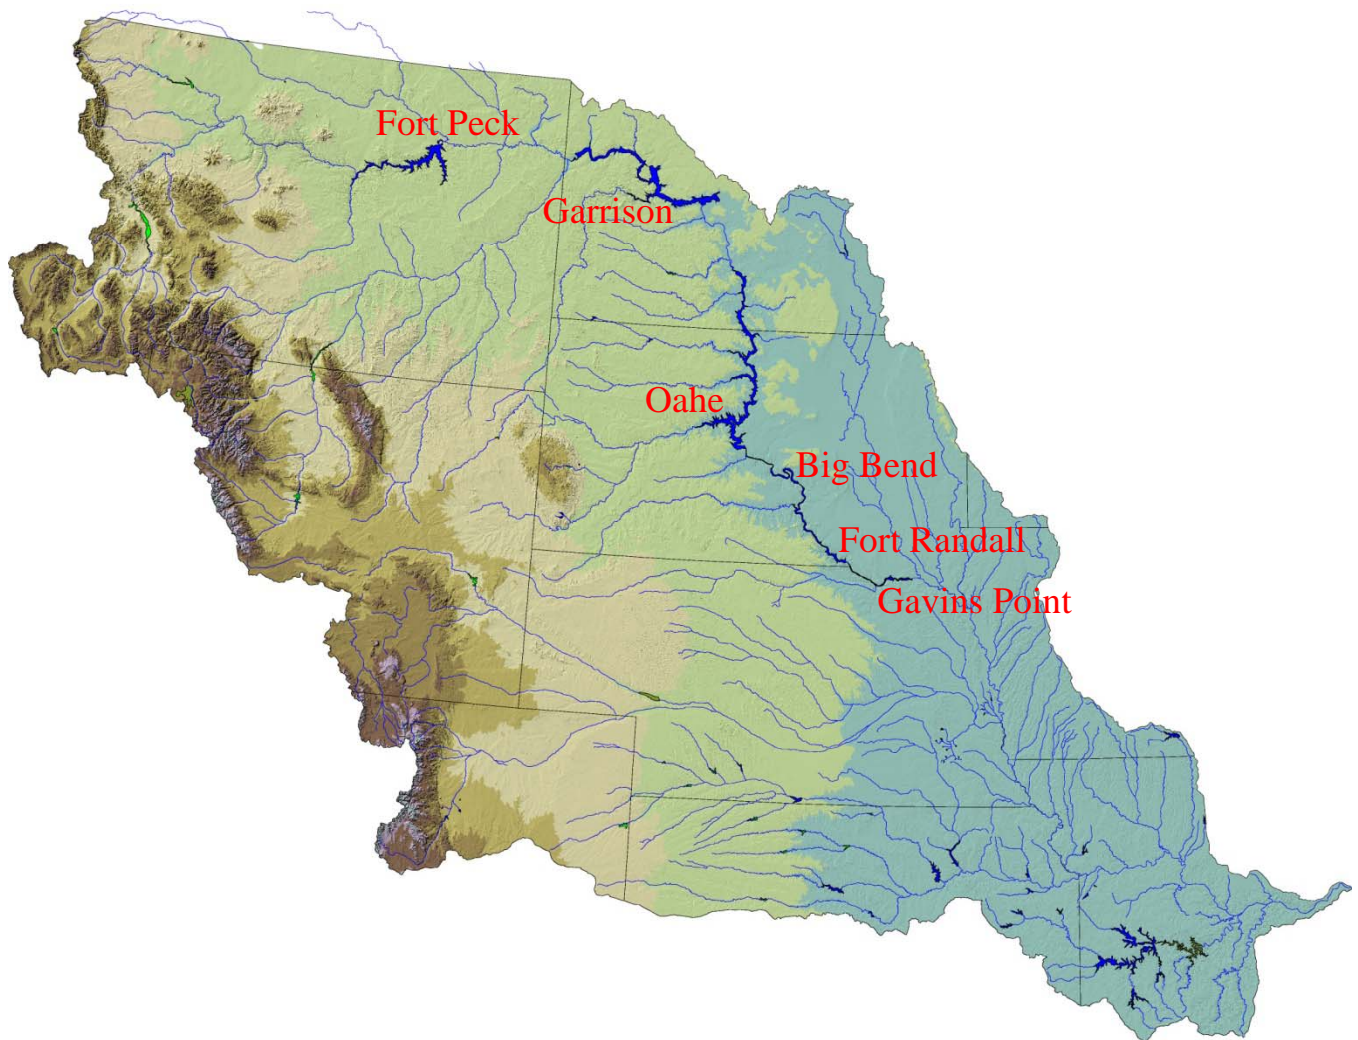 Fort Peck
Garrison
Oahe
Big Bend
Fort Randall
Gavins Point